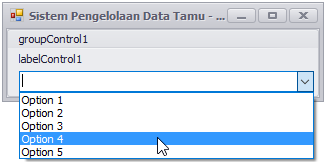 Sistem Pengelolaan Data Tamu - ...
groupControl1
labelControl1
Option 1
Option 2
Option 3
Option 4
Option 5